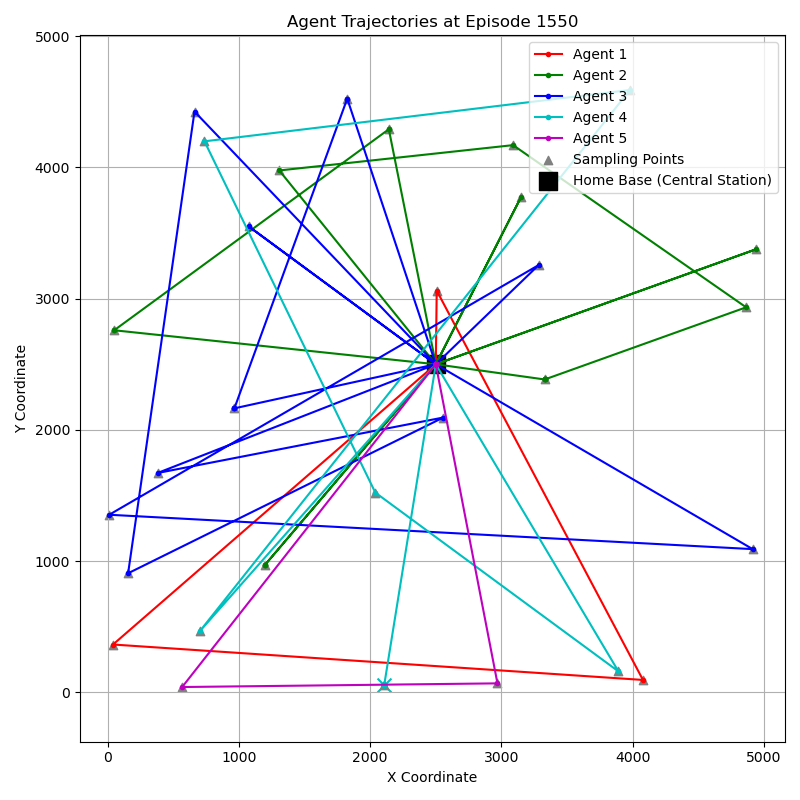 Agent Trajectories at Episode 1550
5000
4000
3000
2000
1000
0
Y Coordinate
0
1000
2000
3000
4000
5000
X Coordinate
Agent 1
Agent 2
Agent 3
Agent 4
Agent 5
Sampling Points
Home Base (Central Station)